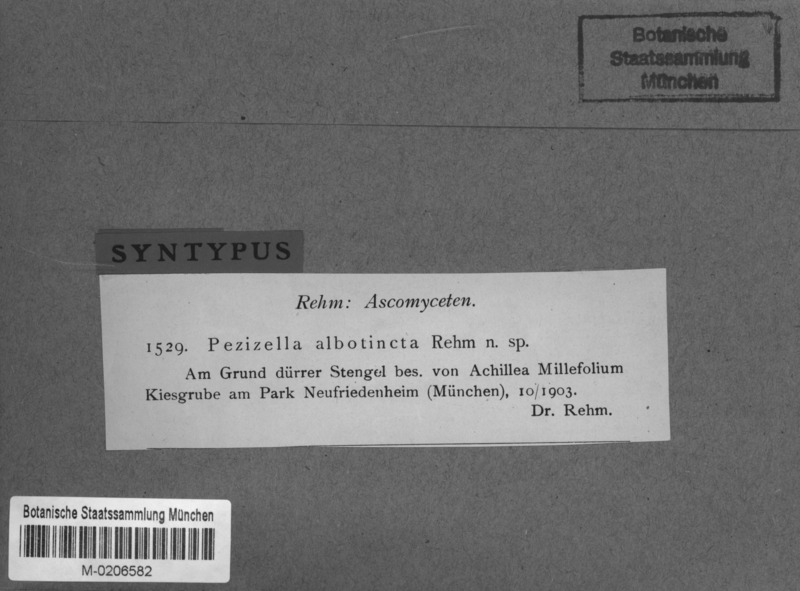 Botanische
Staatssammlung
München
SYNTYPUS
Rehm: Ascomyceten.
1529. Pezizella albotincta Rehm n. sp.
Am Grund dürrer Stengel bes. von Achillea Millefolium
Kiesgrube am Park Neufriedenheim (München), 10/1903.
Dr. Rehm.
Botanische Staatssammlung München
M-0206582